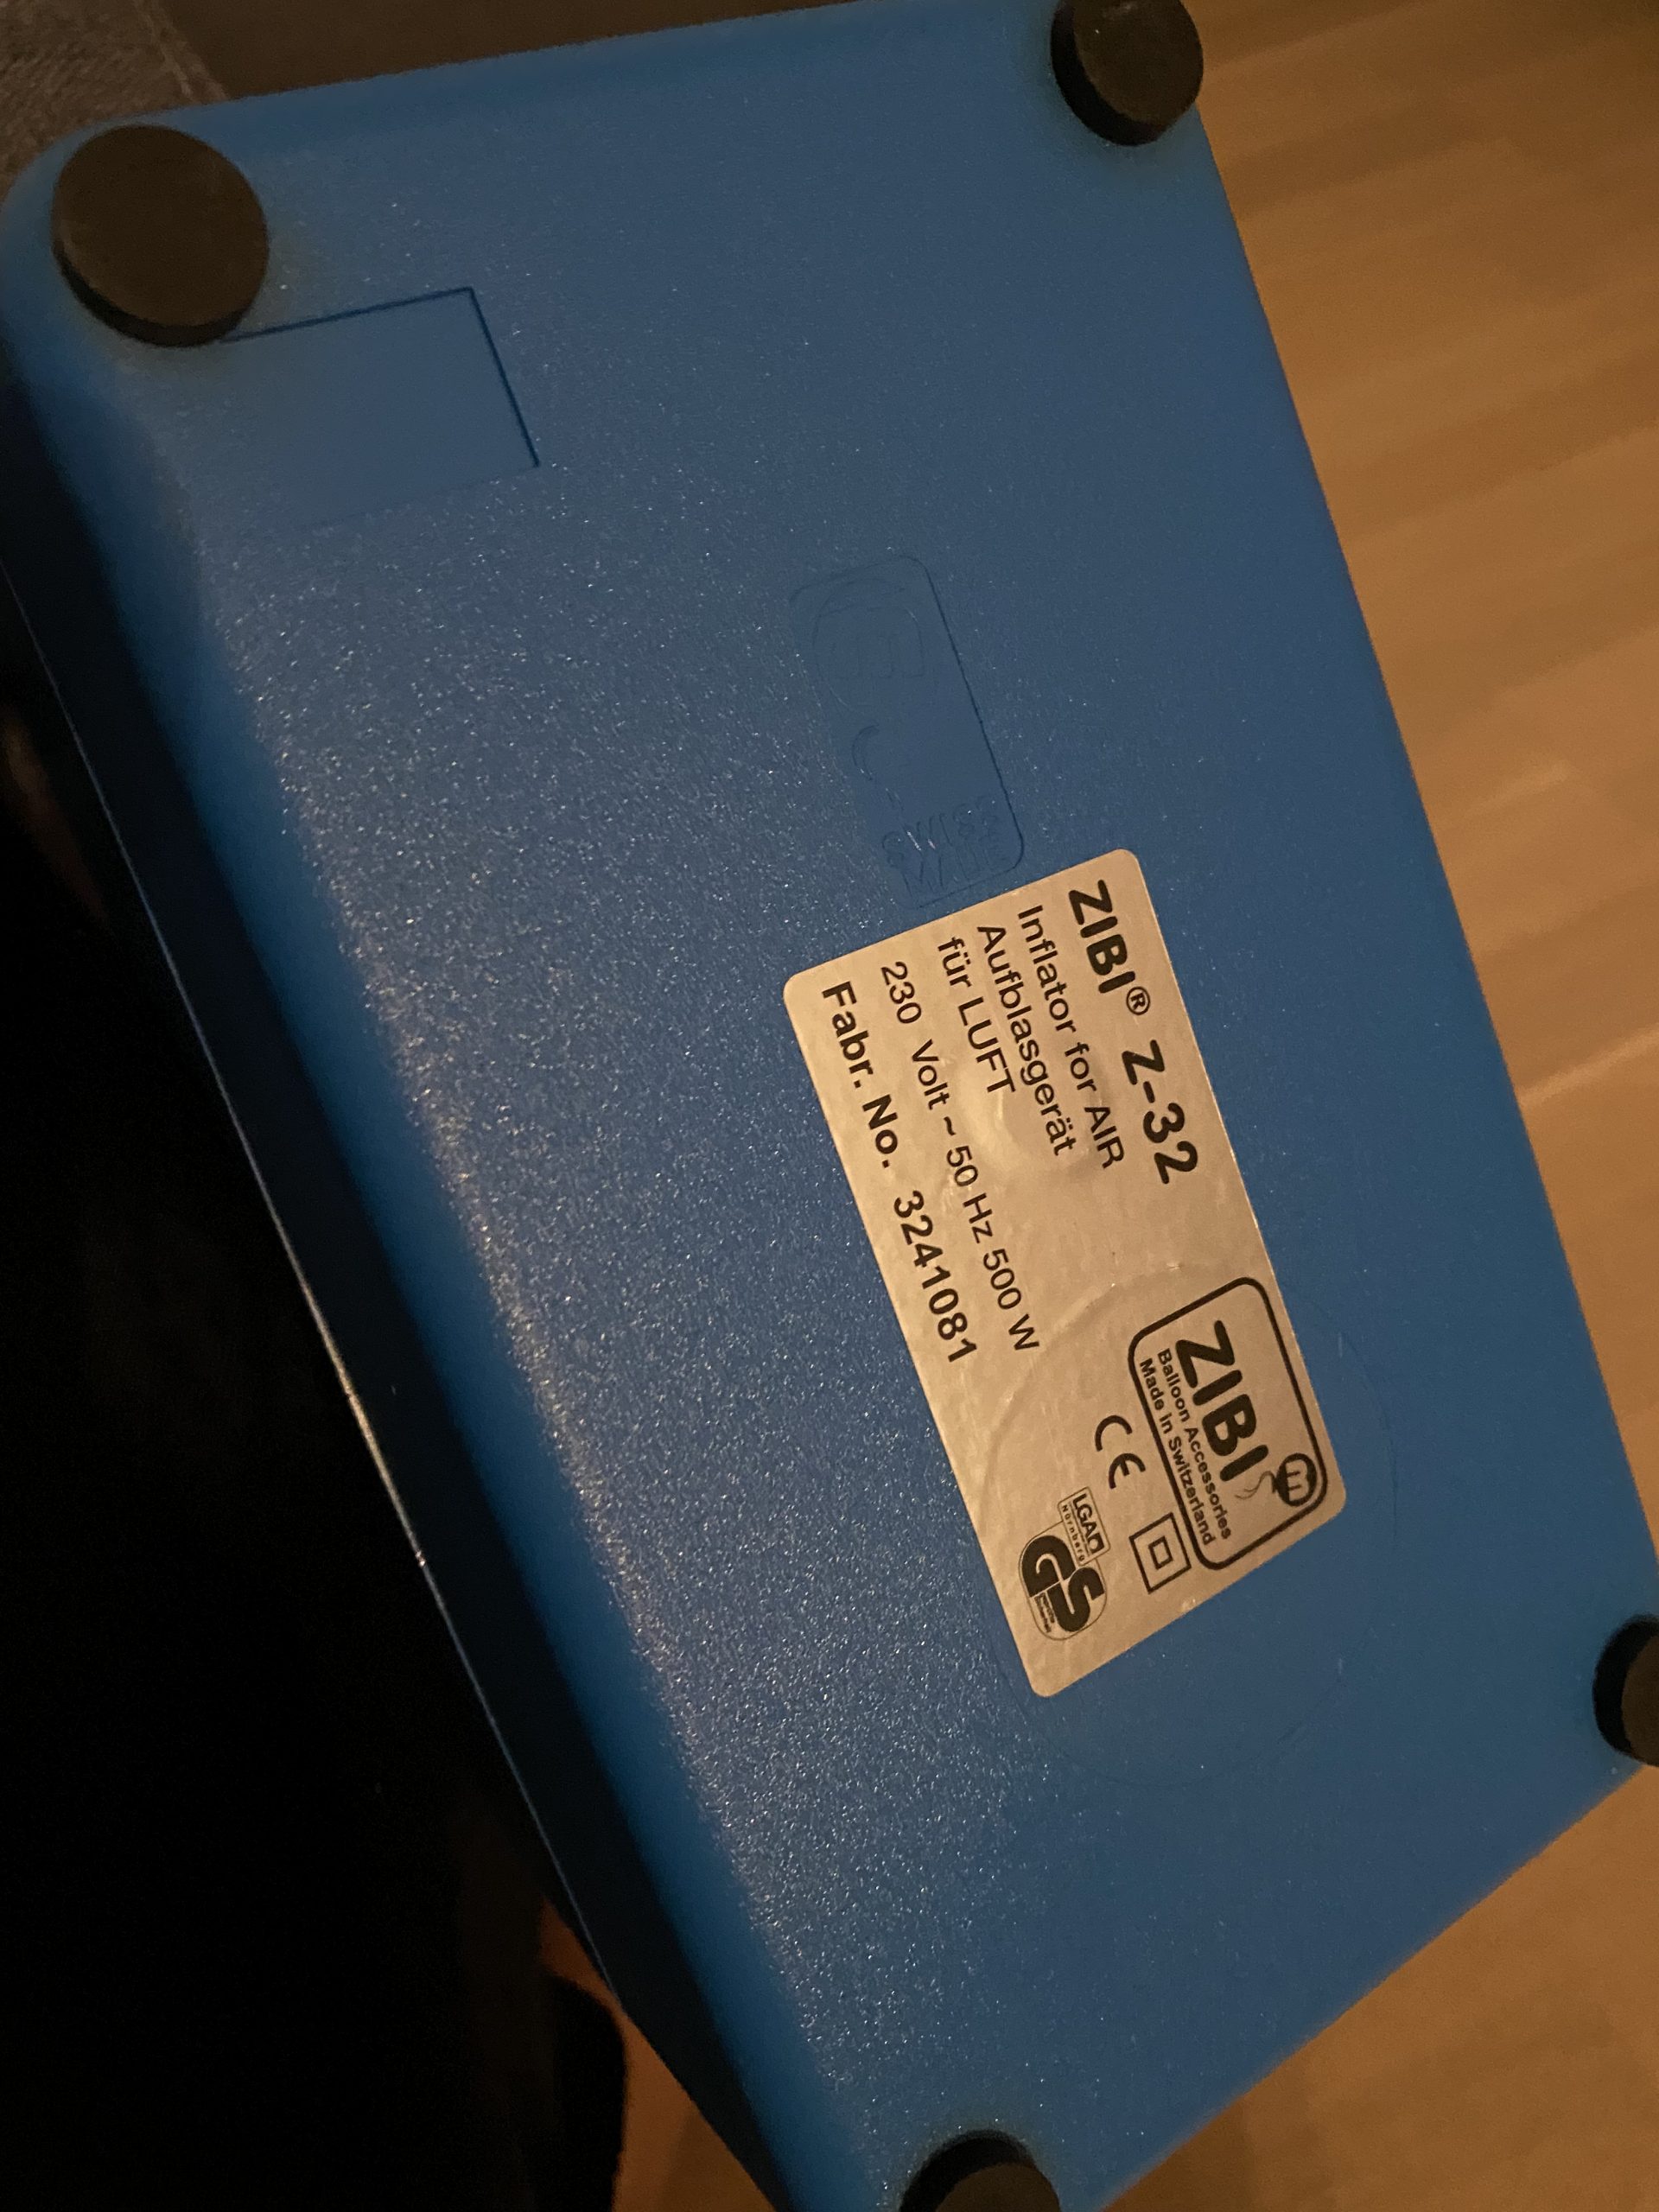 ZIBI® Z-32
Inflator for AIR
Aufblasgerät
für LUFT
230 Volt ~ 50 Hz 500 W
Fabr. No. 3241081
m
ZIBI
Balloon Accessories
Made in Switzerland
CE
LGA
Nürnberg
GS
m
SWISS
MADE